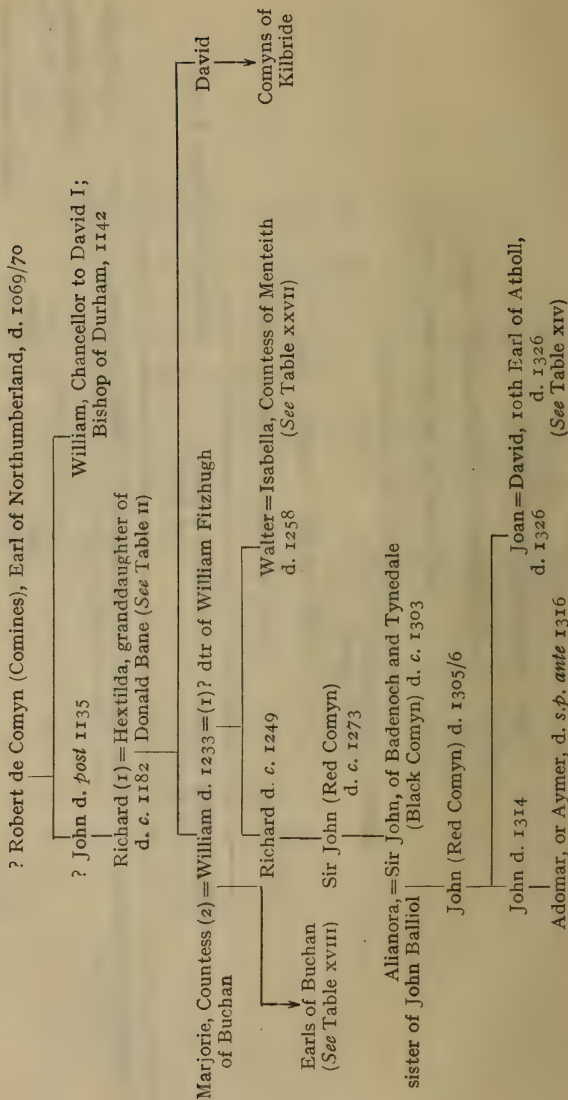 ? Robert de Comyn (Comines), Earl of Northumberland, d. 1069/70
? John d. post 1135
William, Chancellor to David I;
Bishop of Durham, 1142
Richard (1)=Hextilda, granddaughter of
d. c. 1182 Donald Bane (See Table II)
Marjorie, Countess (2)=William d. 1233=(1)? dtr of William Fitzhugh
of Buchan
David
Comyns of
Kilbride
Earls of Buchan
(See Table XVIII)
Richard d. c. 1249
Walter=Isabella, Countess of Menteith
d. 1258 (See Table XXVII)
Sir John (Red Comyn)
d. c. 1273
Alianora,=Sir John, of Badenoch and Tynedale
sister of John Balliol (Black Comyn) d. c. 1303
John (Red Comyn) d. 1305/6
John d. 1314
Joan=David, 10th Earl of Atholl,
d. 1326 d. 1326
(See Table XIV)
Adomar, or Aymer, d. s.p. ante 1316